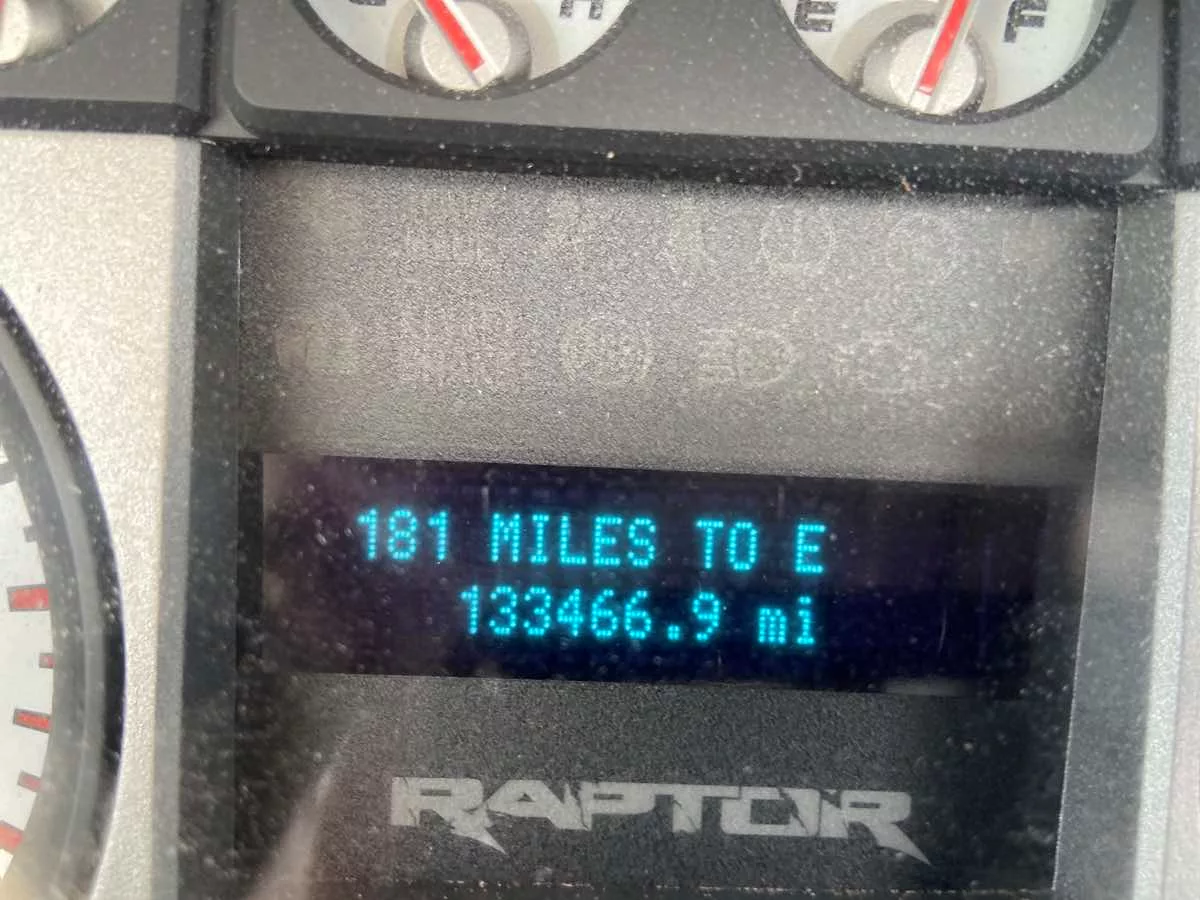 H
E
F
181 MILES TO E
133466.9 mi
RAPTOR